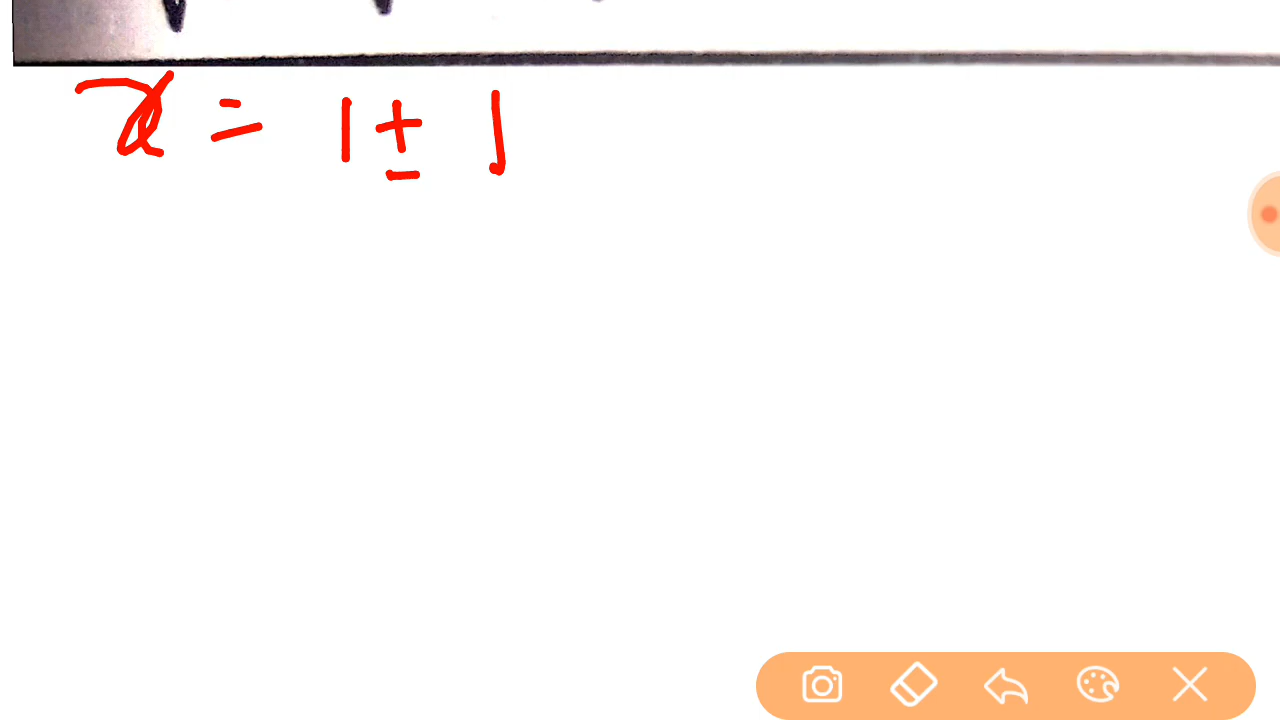 x = 1 ± 1